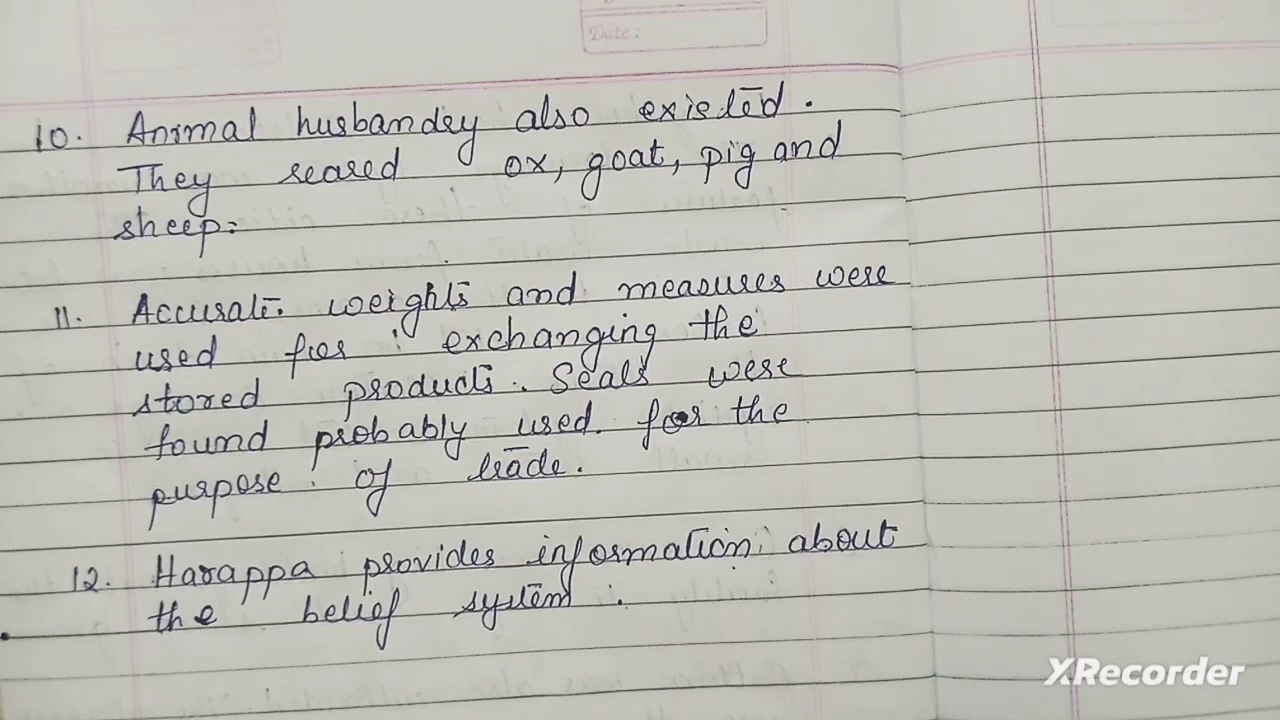 Date:
10. Animal husbandry also existed.
They reared ox, goat, pig and
sheep.
11. Accurate weights and measures were
used for exchanging the
stored products. Seals were
found probably used for the
purpose of trade.
12. Harappa provides information about
the belief system.
XRecorder